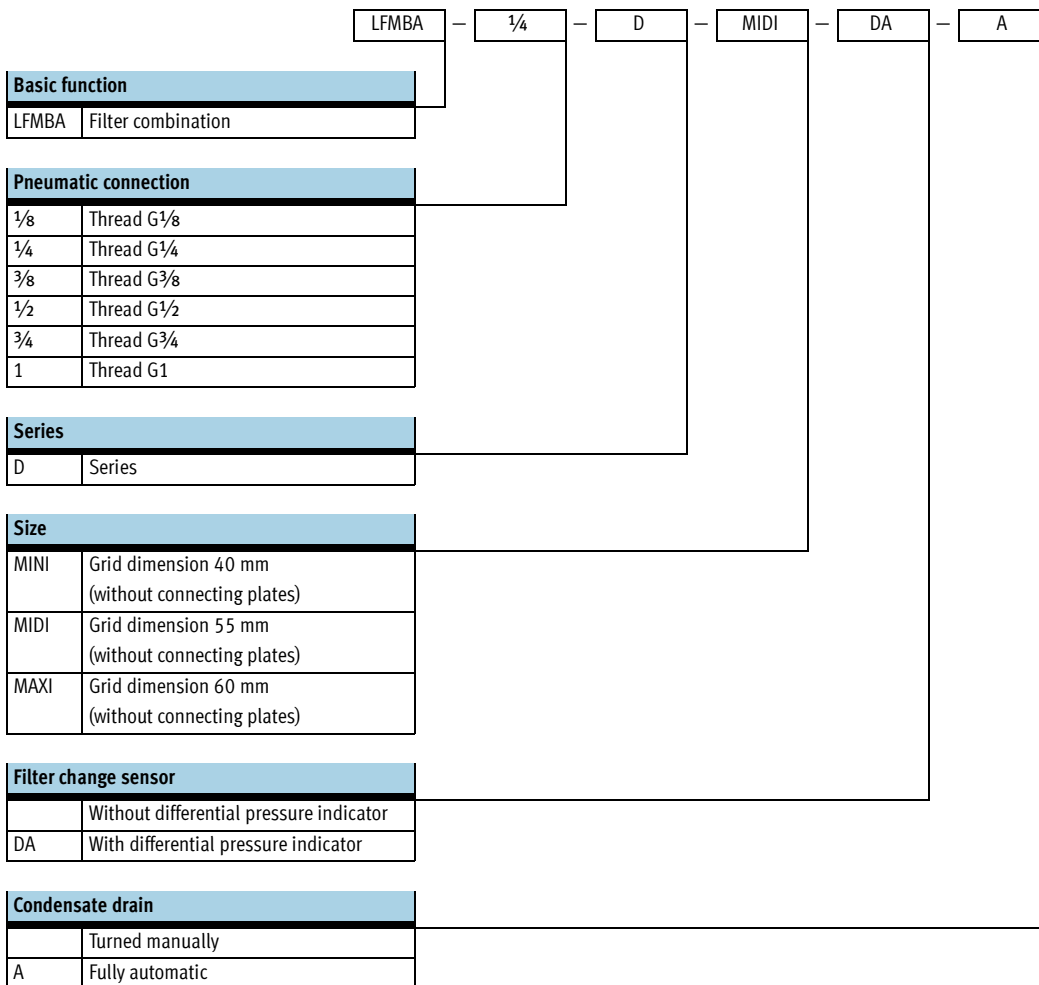 LFMBA – ¼ – D – MIDI – DA – A
Basic function
LFMBA Filter combination
Pneumatic connection
⅛ Thread G⅛
¼ Thread G¼
⅜ Thread G⅜
½ Thread G½
¾ Thread G¾
1 Thread G1
Series
D Series
Size
MINI Grid dimension 40 mm
(without connecting plates)
MIDI Grid dimension 55 mm
(without connecting plates)
MAXI Grid dimension 60 mm
(without connecting plates)
Filter change sensor
Without differential pressure indicator
DA With differential pressure indicator
Condensate drain
Turned manually
A Fully automatic